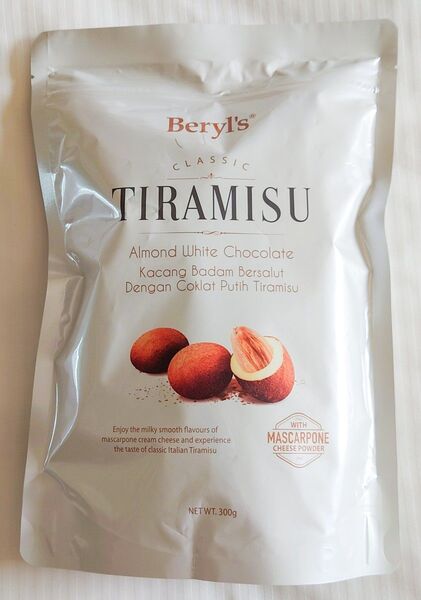 Beryl's®
CLASSIC
TIRAMISU
Almond White Chocolate
Kacang Badam Bersalut
Dengan Coklat Putih Tiramisu
Enjoy the milky smooth flavours of
mascarpone cream cheese and experience
the taste of classic Italian Tiramisu
WITH
MASCARPONE
CHEESE POWDER
NET WT. 300g